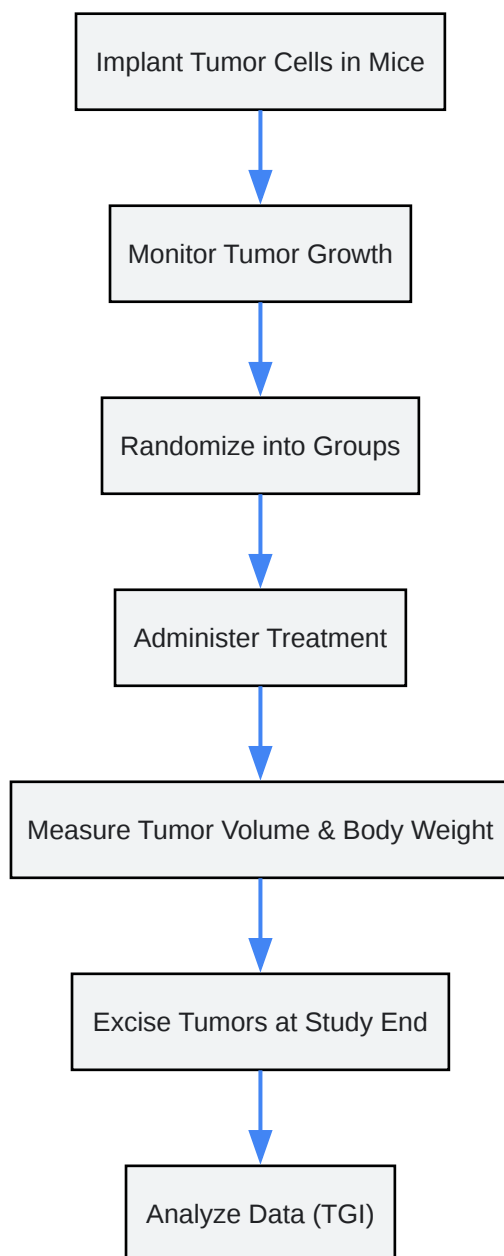 Implant Tumor Cells in Mice
Monitor Tumor Growth
Randomize into Groups
Administer Treatment
Measure Tumor Volume & Body Weight
Excise Tumors at Study End
Analyze Data (TGI)